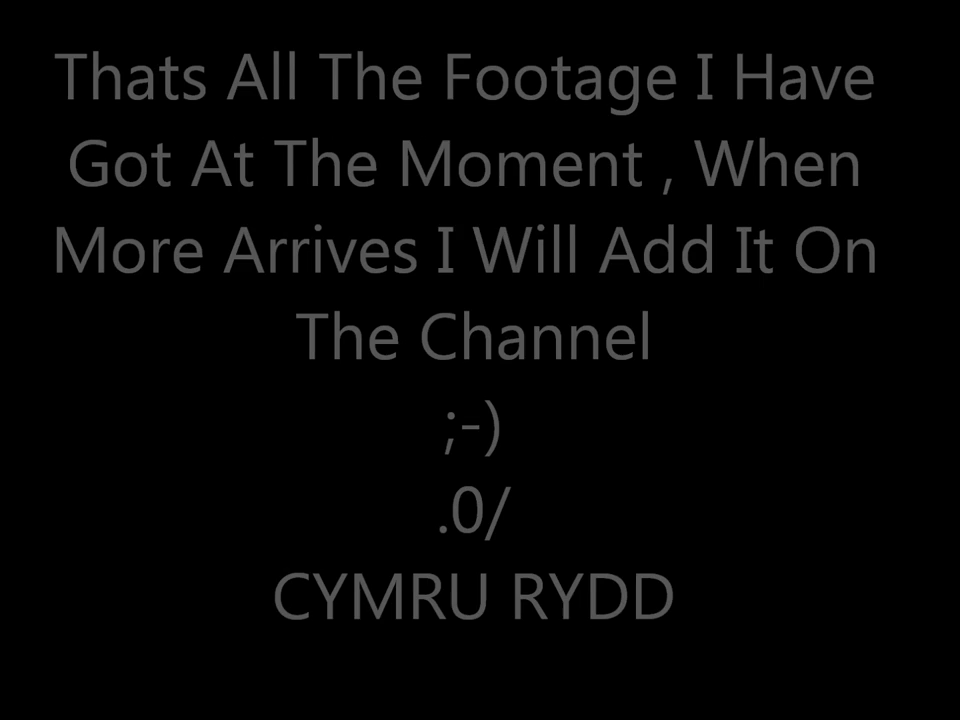 Thats All The Footage I Have
Got At The Moment , When
More Arrives I Will Add It On
The Channel
;-)
.0/
CYMRU RYDD